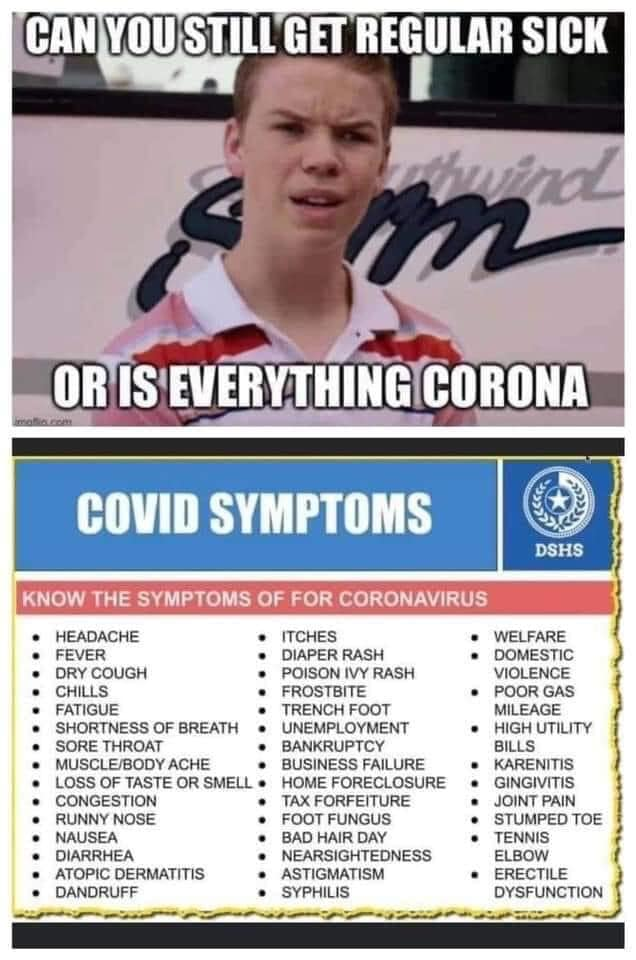 CAN YOU STILL GET REGULAR SICK
OR IS EVERYTHING CORONA
imgflip.com
COVID SYMPTOMS
DSHS
KNOW THE SYMPTOMS OF FOR CORONAVIRUS
• HEADACHE
• FEVER
• DRY COUGH
• CHILLS
• FATIGUE
• SHORTNESS OF BREATH
• SORE THROAT
• MUSCLE/BODY ACHE
• LOSS OF TASTE OR SMELL
• CONGESTION
• RUNNY NOSE
• NAUSEA
• DIARRHEA
• ATOPIC DERMATITIS
• DANDRUFF
• ITCHES
• DIAPER RASH
• POISON IVY RASH
• FROSTBITE
• TRENCH FOOT
• UNEMPLOYMENT
• BANKRUPTCY
• BUSINESS FAILURE
• HOME FORECLOSURE
• TAX FORFEITURE
• FOOT FUNGUS
• BAD HAIR DAY
• NEARSIGHTEDNESS
• ASTIGMATISM
• SYPHILIS
• WELFARE
• DOMESTIC
VIOLENCE
• POOR GAS
MILEAGE
• HIGH UTILITY
BILLS
• KARENITIS
• GINGIVITIS
• JOINT PAIN
• STUMPED TOE
• TENNIS
ELBOW
• ERECTILE
DYSFUNCTION